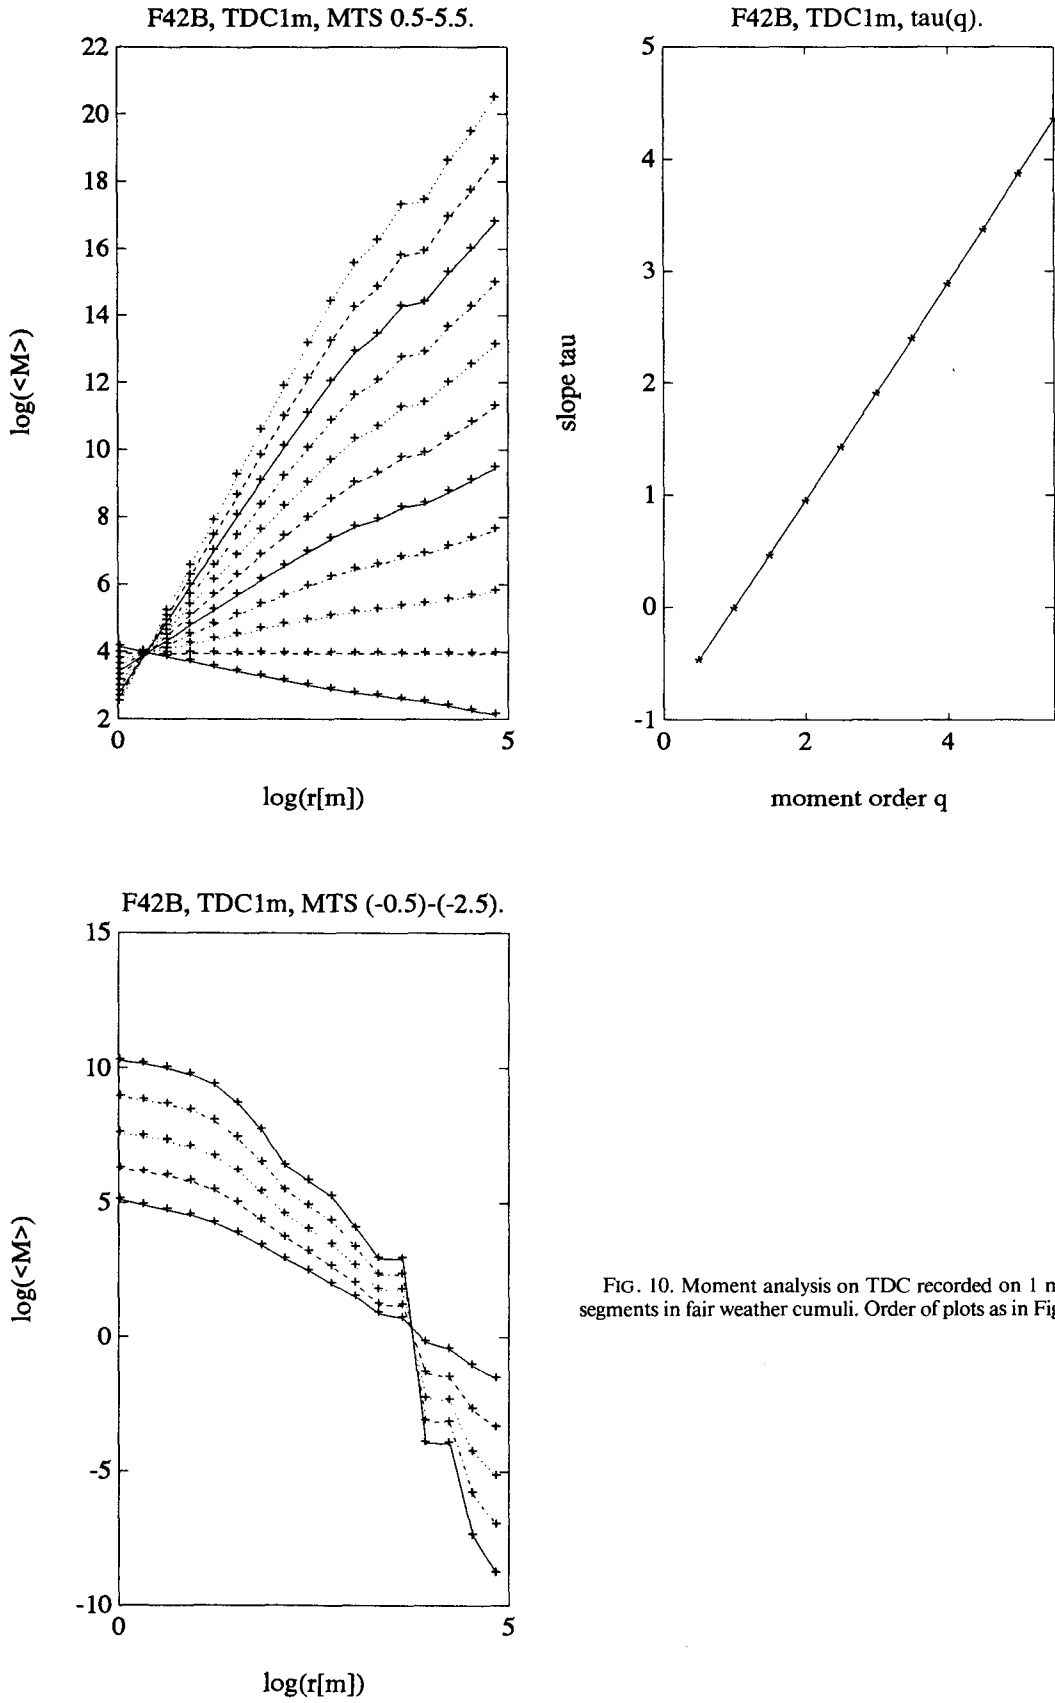 F42B, TDC1m, MTS 0.5-5.5.
22
20
18
16
14
12
10
8
6
4
2
0
5
log(<M>)
log(r[m])
F42B, TDC1m, tau(q).
5
4
3
2
1
0
-1
0
2
4
slope tau
moment order q
F42B, TDC1m, MTS (-0.5)-(-2.5).
15
10
5
0
-5
-10
0
5
log(<M>)
log(r[m])
FIG. 10. Moment analysis on TDC recorded on 1 m
segments in fair weather cumuli. Order of plots as in Fig